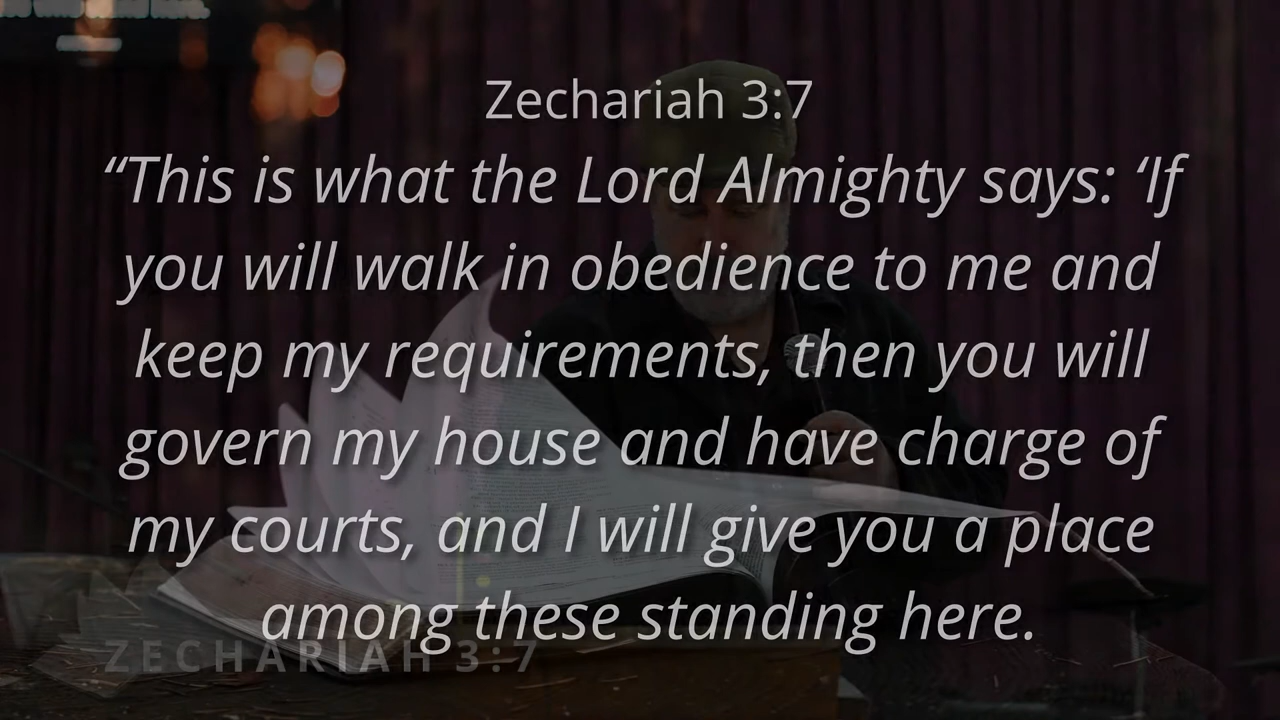 Zechariah 3:7
“This is what the Lord Almighty says: ‘If
you will walk in obedience to me and
keep my requirements, then you will
govern my house and have charge of
my courts, and I will give you a place
among these standing here.
ZECHARIAH 3:7